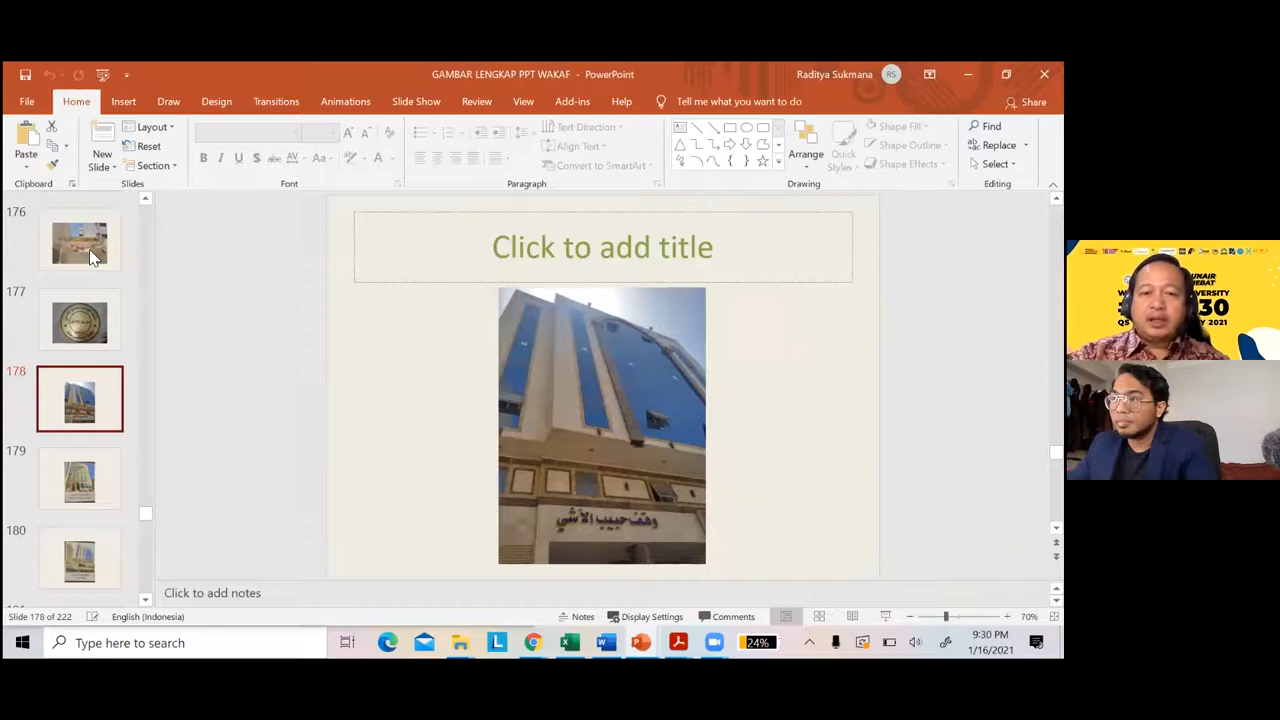 GAMBAR LENGKAP PPT WAKAF - PowerPoint
Raditya Sukmana
RS
File
Home
Insert
Draw
Design
Transitions
Animations
Slide Show
Review
View
Add-ins
Help
Tell me what you want to do
Share
Paste
New
Slide
Layout
Reset
Section
Text Direction
Align Text
Convert to SmartArt
Arrange
Quick
Styles
Shape Fill
Shape Outline
Shape Effects
Find
Replace
Select
Clipboard
Slides
Font
Paragraph
Drawing
Editing
176
177
178
179
180
Click to add title
وقف حبيب الأشي
UNAIR
HEBAT
30
2021
Click to add notes
Slide 178 of 222
English (Indonesia)
Notes
Display Settings
Comments
70%
Type here to search
24%
9:30 PM
1/16/2021